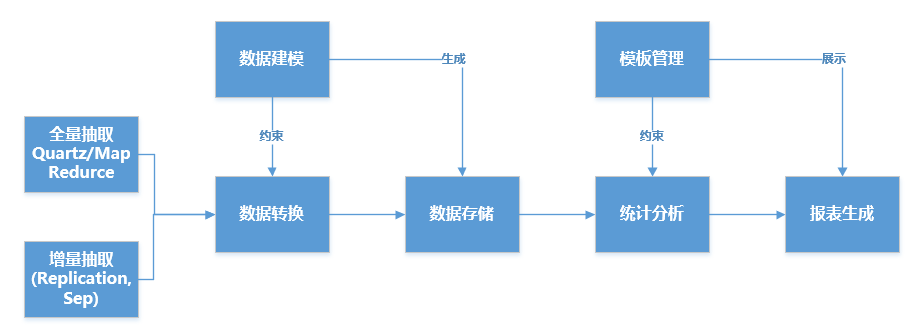 数据建模
生成
模板管理
展示
约束
约束
全量抽取
Quartz/Map
Redurce
数据转换
数据存储
统计分析
报表生成
增量抽取
(Replication,
Sep)